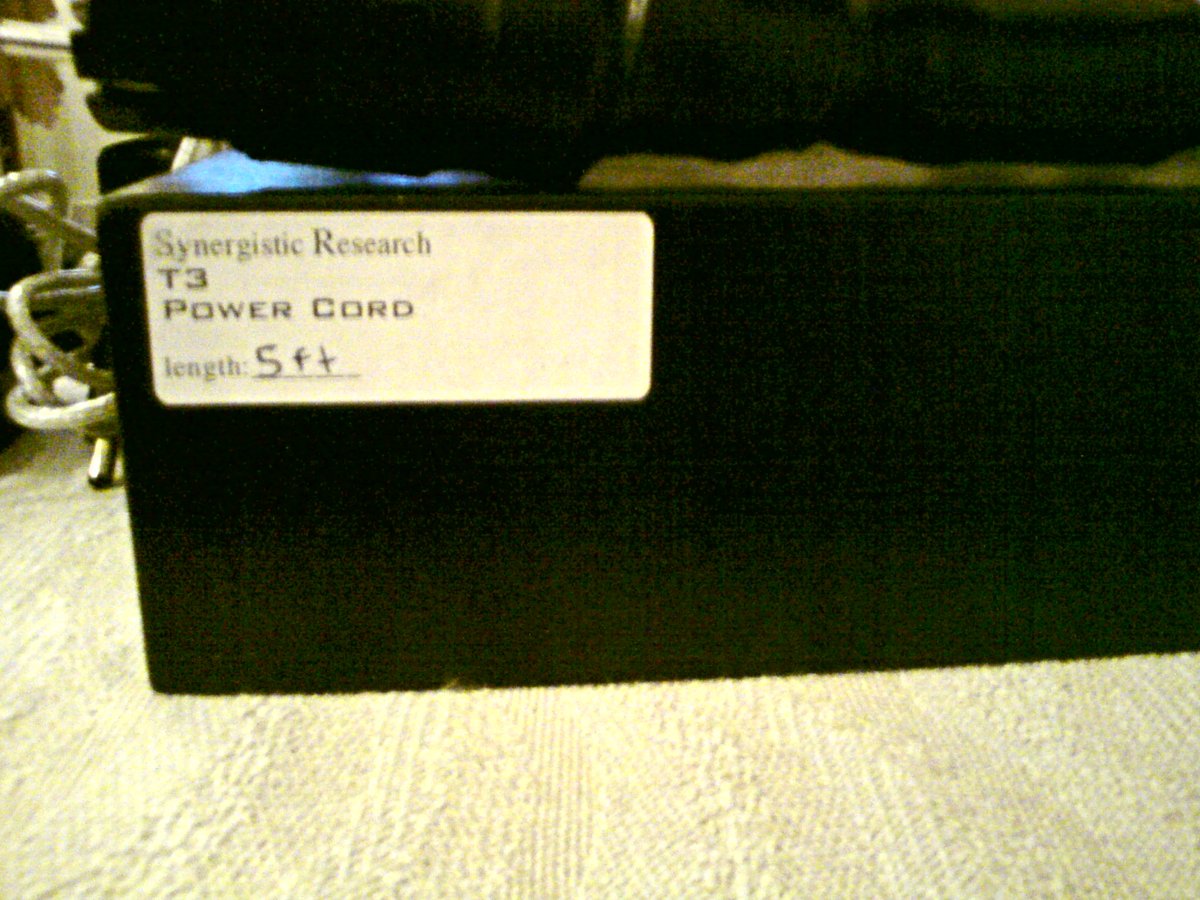 Synergistic Research
T3
POWER CORD
length: 5ft